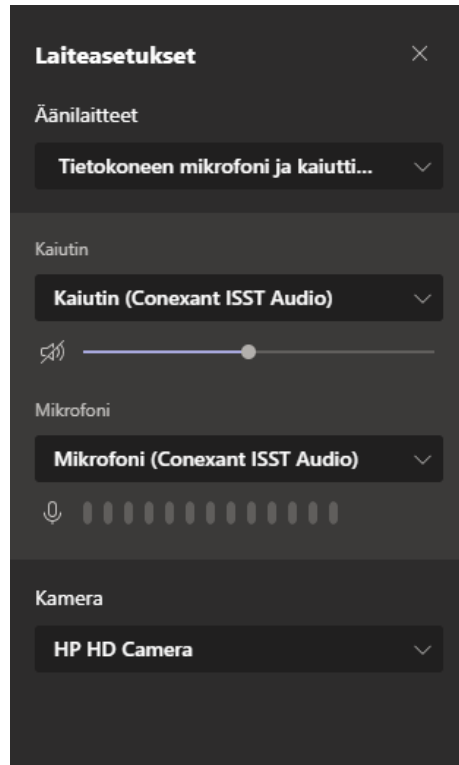 Laiteasetukset
Äänilaitteet
Tietokoneen mikrofoni ja kaiutti...
Kaiutin
Kaiutin (Conexant ISST Audio)
Mikrofoni
Mikrofoni (Conexant ISST Audio)
Kamera
HP HD Camera